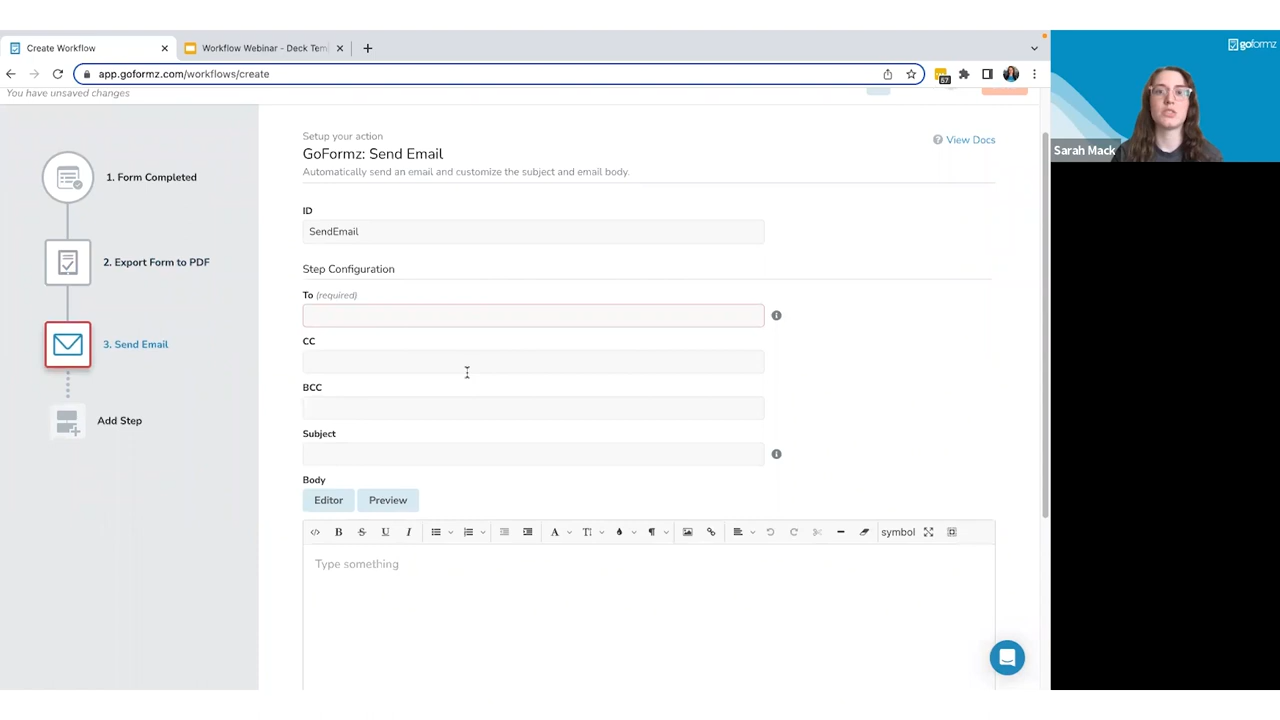 Create Workflow
Workflow Webinar - Deck Tem
app.goformz.com/workflows/create
57
goformz
You have unsaved changes
Setup your action
GoFormz: Send Email
View Docs
Automatically send an email and customize the subject and email body.
Sarah Mack
1. Form Completed
2. Export Form to PDF
3. Send Email
Add Step
ID
SendEmail
Step Configuration
To (required)
CC
BCC
Subject
Body
Editor
Preview
symbol
Type something